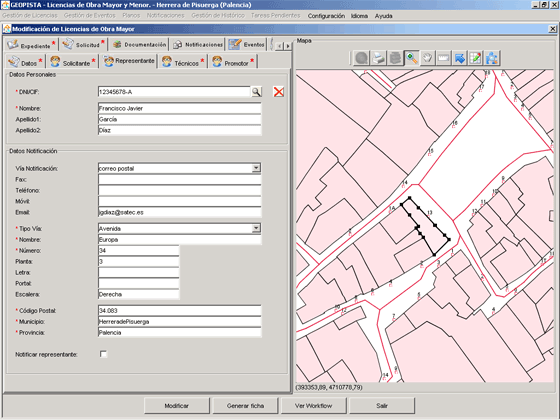 GEOPISTA - Licencias de Obra Mayor y Menor. - Herrera de Pisuerga (Palencia)
Gestión de Licencias Gestión de Eventos Planos Workflow Gestión de Histórico Tareas Pendientes Configuración Idioma Ayuda
Modificación de Licencias de Obra Mayor
Expediente * Solicitud * Documentación Notificaciones Eventos
Datos * Solicitante * Representante Técnicos * Promotor *
Datos Personales
* DNI/CIF: 12345678-A
* Nombre: Francisco Javier
Apellido1: García
Apellido2: Díaz
Datos Notificación
Vía Notificación: correo postal
Fax:
Teléfono:
Móvil:
Email: jgdiaz@satec.es
* Tipo Vía: Avenida
* Nombre: Europa
* Número: 34
Planta: 3
Letra:
Portal:
Escalera: Derecha
* Código Postal: 34.083
* Municipio: HerreradePisuerga
* Provincia: Palencia
Notificar representante:
Mapa
(393353,89, 4710778,79)
Modificar Generar ficha Ver Workflow Salir